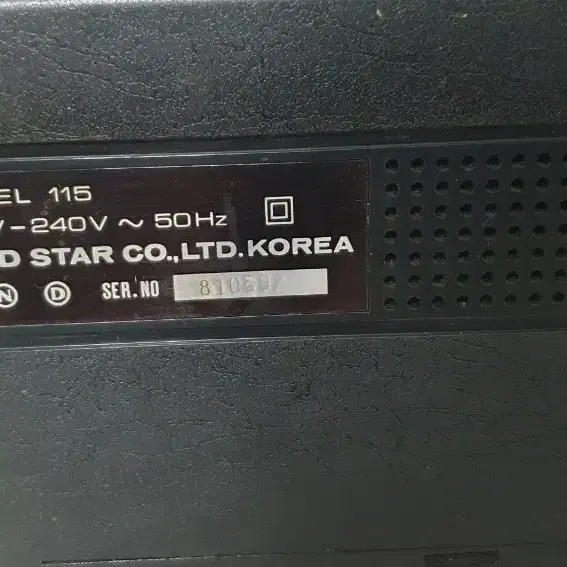 EL 115
V-240V ~ 50Hz
D STAR CO.,LTD.KOREA
N D SER.NO